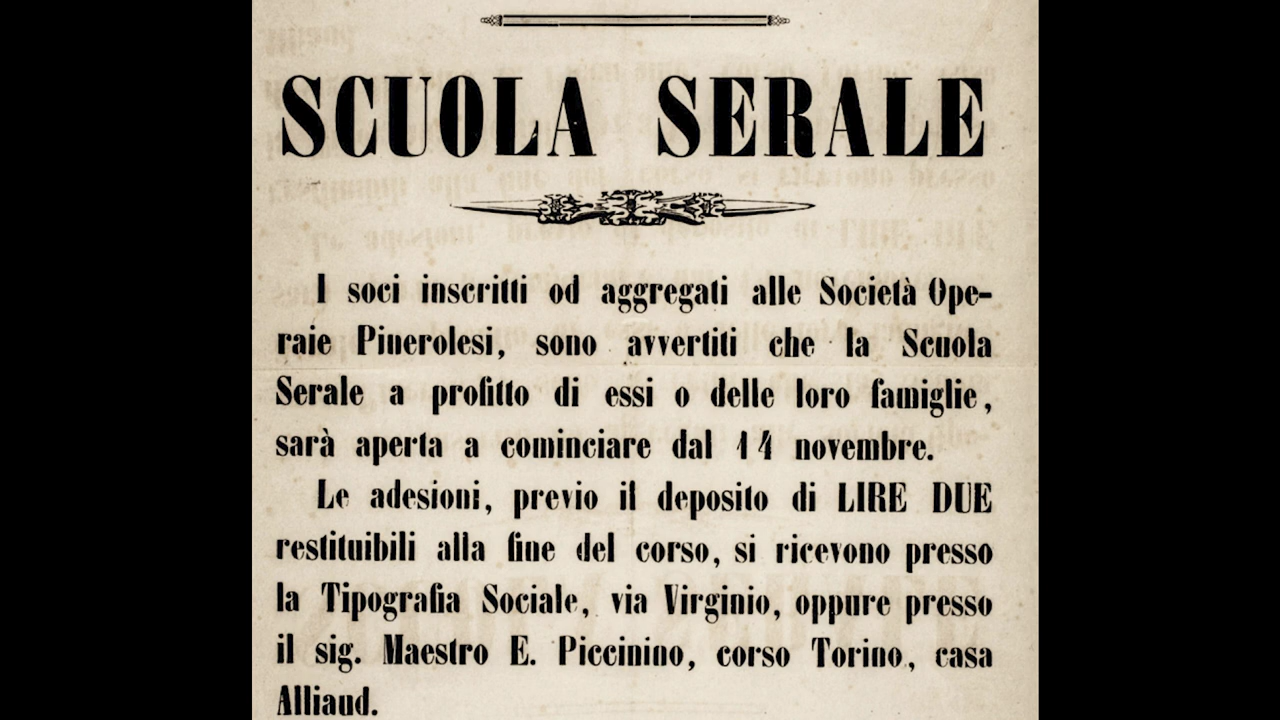 SCUOLA SERALE
I soci inscritti od aggregati alle Società Ope-
raie Pinerolesi, sono avvertiti che la Scuola
Serale a profitto di essi o delle loro famiglie,
sarà aperta a cominciare dal 14 novembre.
Le adesioni, previo il deposito di LIRE DUE
restituibili alla fine del corso, si ricevono presso
la Tipografia Sociale, via Virginio, oppure presso
il sig. Maestro E. Piccinino, corso Torino, casa
Alliaud.